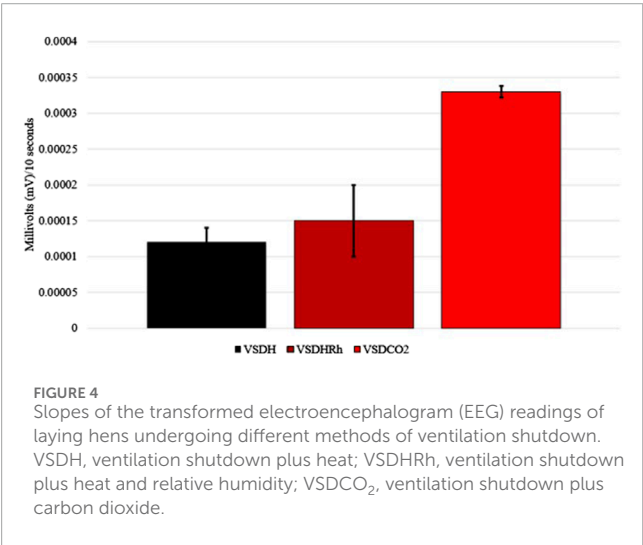 0.0004
0.00035
0.0003
0.00025
0.0002
0.00015
0.0001
0.00005
0
Millivolts (mV)/10 seconds
VSDH VSDHRh VSDCO2
FIGURE 4
Slopes of the transformed electroencephalogram (EEG) readings of
laying hens undergoing different methods of ventilation shutdown.
VSDH, ventilation shutdown plus heat; VSDHRh, ventilation shutdown
plus heat and relative humidity; VSDCO₂, ventilation shutdown plus
carbon dioxide.